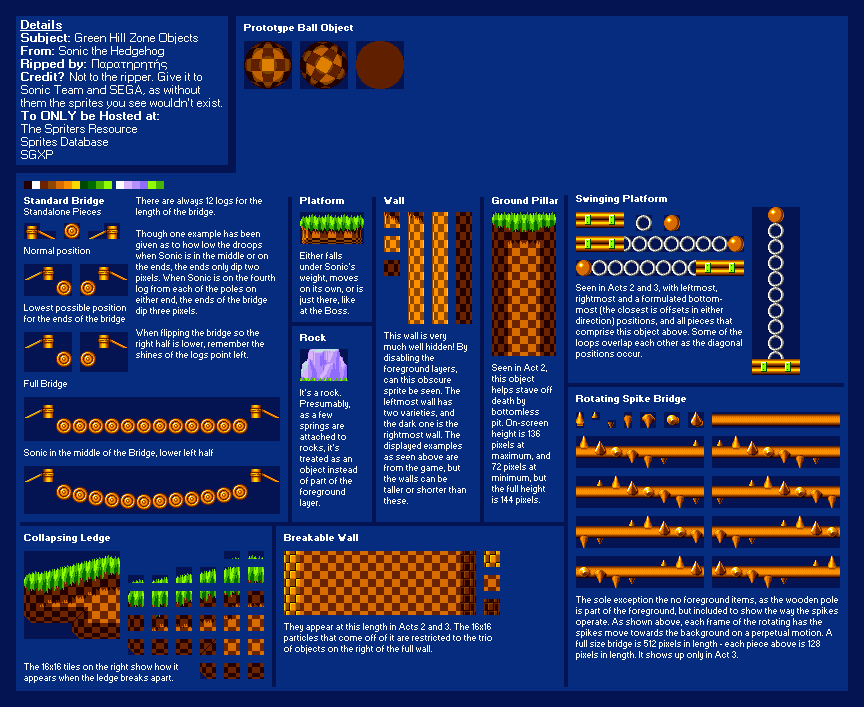 Details
Subject: Green Hill Zone Objects
From: Sonic the Hedgehog
Ripped by: Παρατηρητής
Credit? Not to the ripper. Give it to
Sonic Team and SEGA, as without
them the sprites you see wouldn't exist.
To ONLY be Hosted at:
The Spriters Resource
Sprites Database
SGXP
Prototype Ball Object
Standard Bridge
Standalone Pieces
Normal position
Lowest possible position
for the ends of the bridge
There are always 12 logs for the
length of the bridge.
Though one example has been
given as to how low the droops
when Sonic is in the middle or on
the ends, the ends only dip two
pixels. When Sonic is on the fourth
log from each of the poles on
either end, the ends of the bridge
dip three pixels.
When flipping the bridge so the
right half is lower, remember the
shines of the logs point left.
Full Bridge
Sonic in the middle of the Bridge, lower left half
Platform
Either falls
under Sonic's
weight, moves
on its own, or is
just there, like
at the Boss.
Rock
It's a rock.
Presumably,
as a few
springs are
attached to
rocks, it's
treated as an
object instead
of part of the
foreground
layer.
Wall
This wall is very
much well hidden! By
disabling the
foreground layers,
can this obscure
sprite be seen. The
leftmost wall has
two varieties, and
the dark one is the
rightmost wall. The
displayed examples
as seen above are
from the game, but
the walls can be
taller or shorter than
these.
Ground Pillar
Seen in Act 2,
this object
helps stave off
death by
bottomless
pit. On-screen
height is 136
pixels at
maximum, and
72 pixels at
minimum, but
the full height
is 144 pixels.
Swinging Platform
Seen in Acts 2 and 3, with leftmost,
rightmost and a formulated bottom-
most (the closest is offsets in either
direction) positions, and all pieces that
comprise this object above. Some of the
loops overlap each other as the diagonal
positions occur.
Rotating Spike Bridge
The sole exception the no foreground items, as the wooden pole
is part of the foreground, but included to show the way the spikes
operate. As shown above, each frame of the rotating has the
spikes move towards the background on a perpetual motion. A
full size bridge is 512 pixels in length - each piece above is 128
pixels in length. It shows up only in Act 3.
Collapsing Ledge
The 16x16 tiles on the right show how it
appears when the ledge breaks apart.
Breakable Wall
They appear at this length in Acts 2 and 3. The 16x16
particles that come off of it are restricted to the trio
of objects on the right of the full wall.